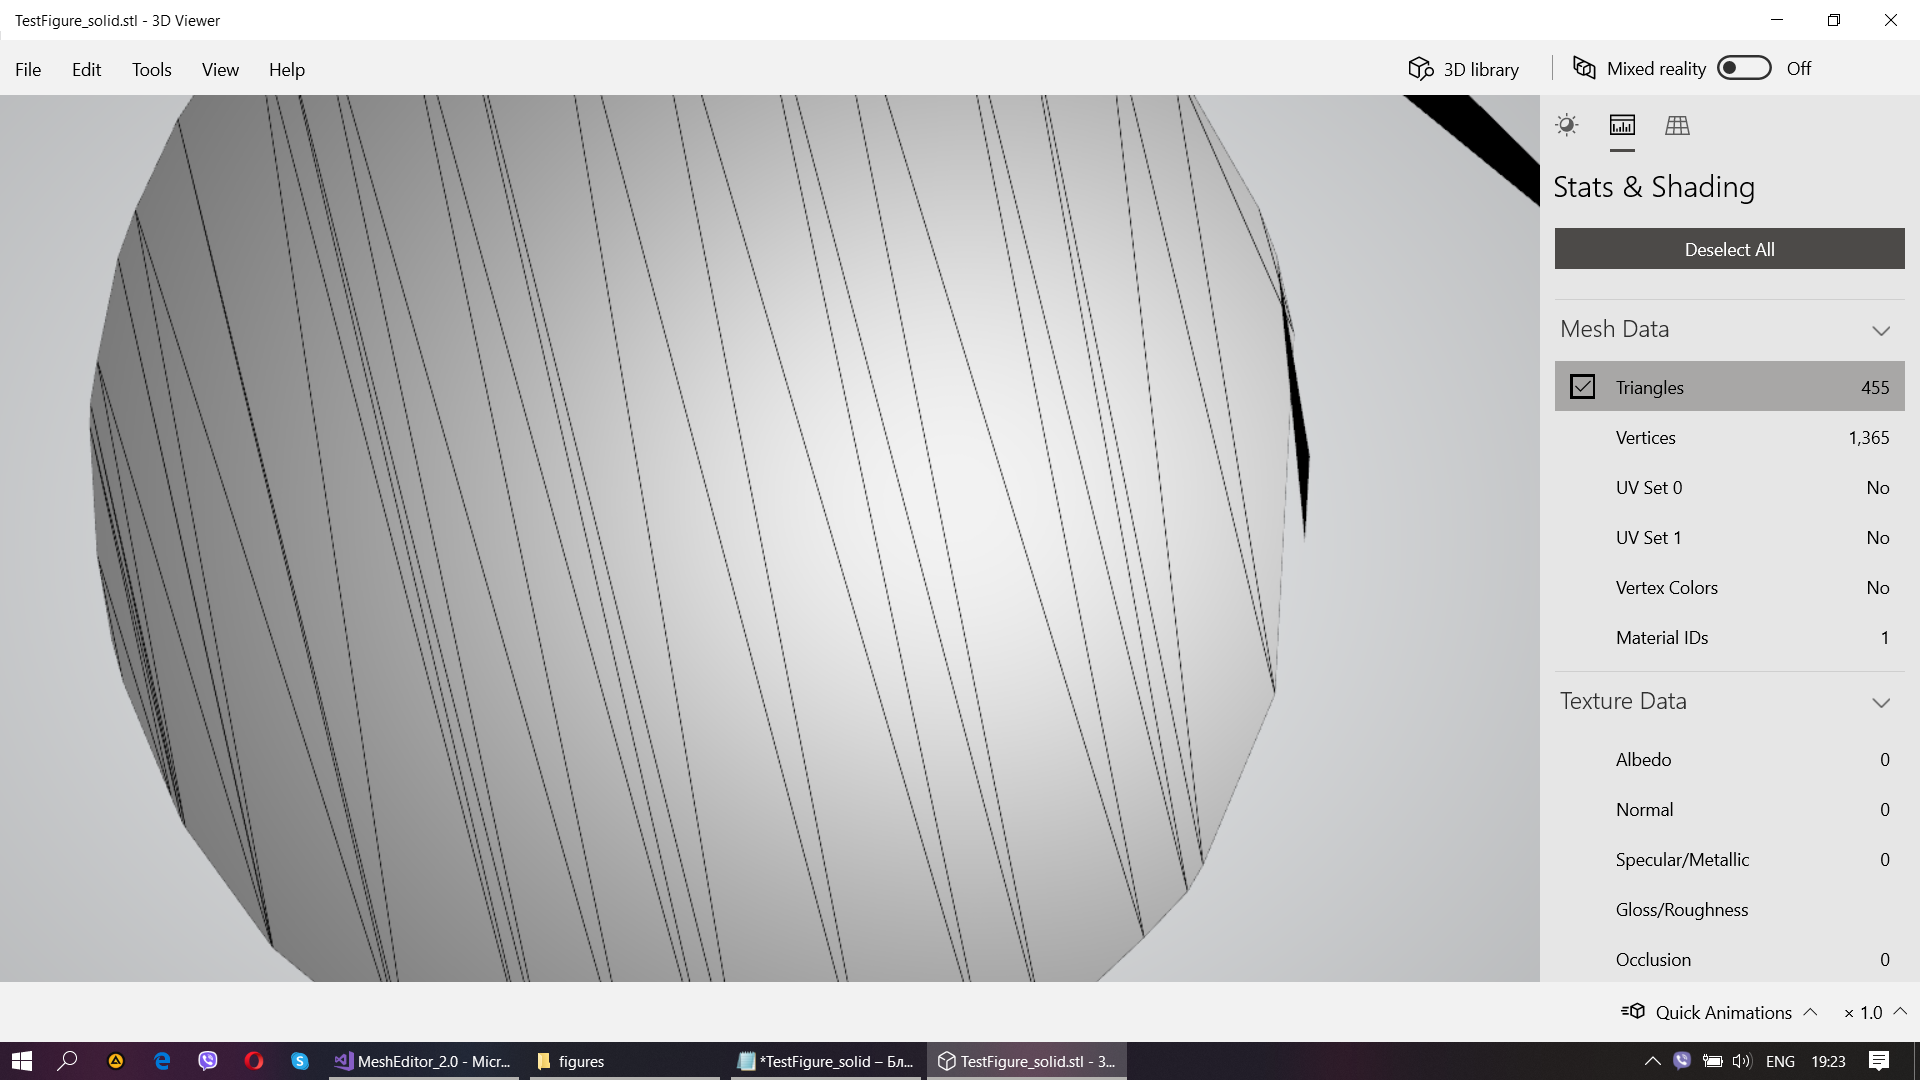 TestFigure_solid.stl - 3D Viewer
File Edit Tools View Help
3D library Mixed reality Off
Stats & Shading
Deselect All
Mesh Data
Triangles 455
Vertices 1,365
UV Set 0 No
UV Set 1 No
Vertex Colors No
Material IDs 1
Texture Data
Albedo 0
Normal 0
Specular/Metallic 0
Gloss/Roughness
Occlusion 0
Quick Animations × 1.0
MeshEditor_2.0 - Micr... figures *TestFigure_solid – Бл... TestFigure_solid.stl - 3... ENG 19:23